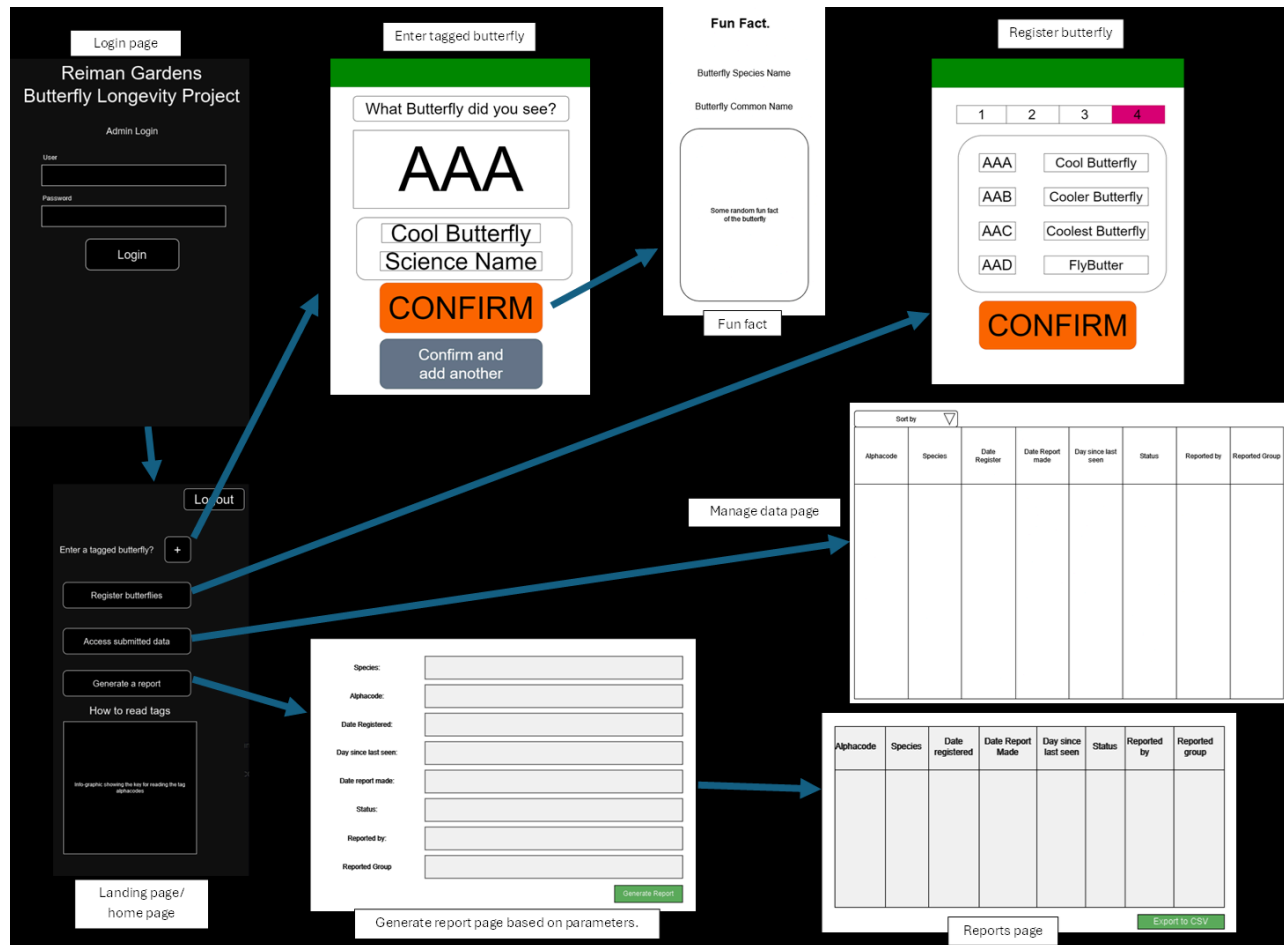 Login page
Reiman Gardens
Butterfly Longevity Project
Admin Login
User
Password
Login
Enter tagged butterfly
What Butterfly did you see?
AAA
Cool Butterfly
Science Name
CONFIRM
Confirm and
add another
Fun Fact.
Butterfly Species Name
Butterfly Common Name
Some random fun fact
of the butterfly
Fun fact
Register butterfly
1 2 3 4
AAA Cool Butterfly
AAB Cooler Butterfly
AAC Coolest Butterfly
AAD FlyButter
CONFIRM
Logout
Enter a tagged butterfly? +
Register butterflies
Access submitted data
Generate a report
How to read tags
Info-graphic showing the key for reading the tag
alphacodes
Landing page/
home page
Manage data page
Sort by
Alphacode Species Date Register Date Report made Day since last seen Status Reported by Reported Group
Species:
Alphacode:
Date Registered:
Day since last seen:
Date report made:
Status:
Reported by:
Reported Group
Generate Report
Generate report page based on parameters.
Alphacode Species Date registered Date Report Made Day since last seen Status Reported by Reported group
Export to CSV
Reports page